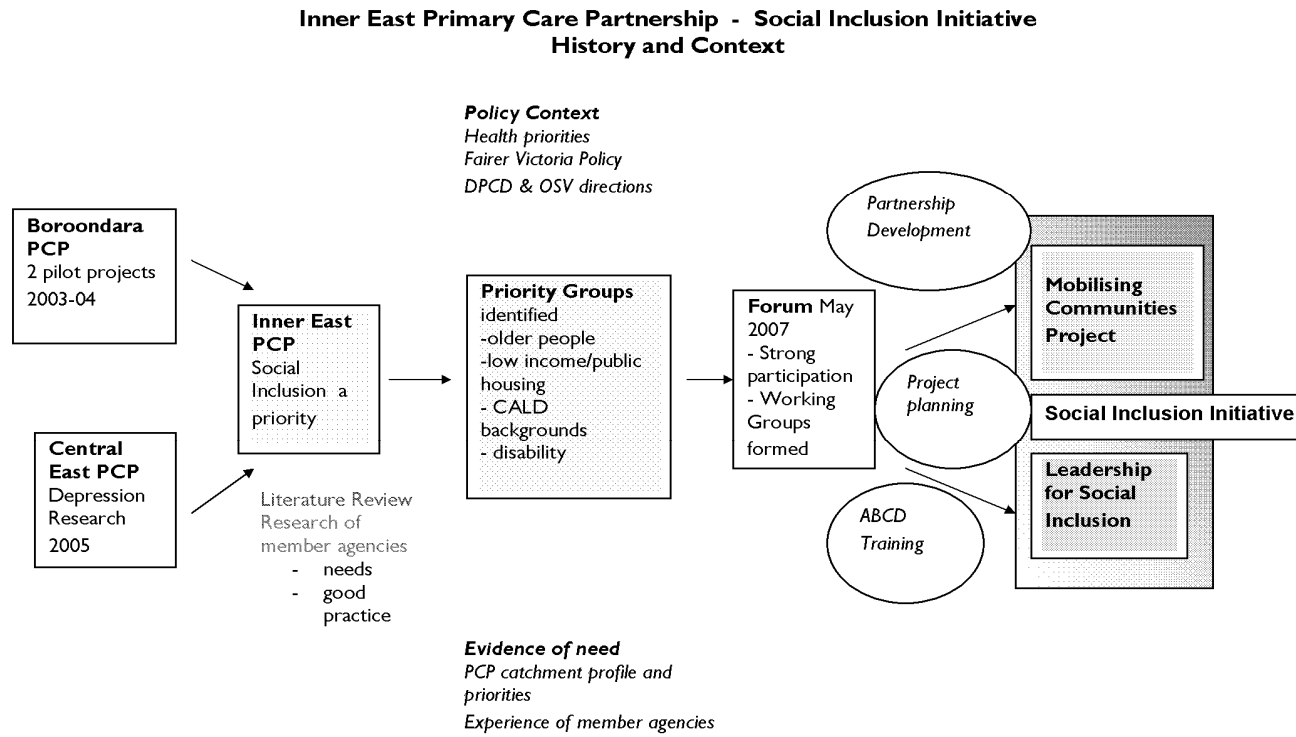 Inner East Primary Care Partnership - Social Inclusion Initiative
History and Context
Policy Context
Health priorities
Fairer Victoria Policy
DPCD & OSV directions
Boroondara
PCP
2 pilot projects
2003-04
Central
East PCP
Depression
Research
2005
Inner East
PCP
Social
Inclusion a
priority
Literature Review
Research of
member agencies
- needs
- good
practice
Priority Groups
identified
-older people
-low income/public
housing
- CALD
backgrounds
- disability
Evidence of need
PCP catchment profile and
priorities
Experience of member agencies
Forum May
2007
- Strong
participation
- Working
Groups
formed
Partnership
Development
Project
planning
ABCD
Training
Mobilising
Communities
Project
Social Inclusion Initiative
Leadership
for Social
Inclusion